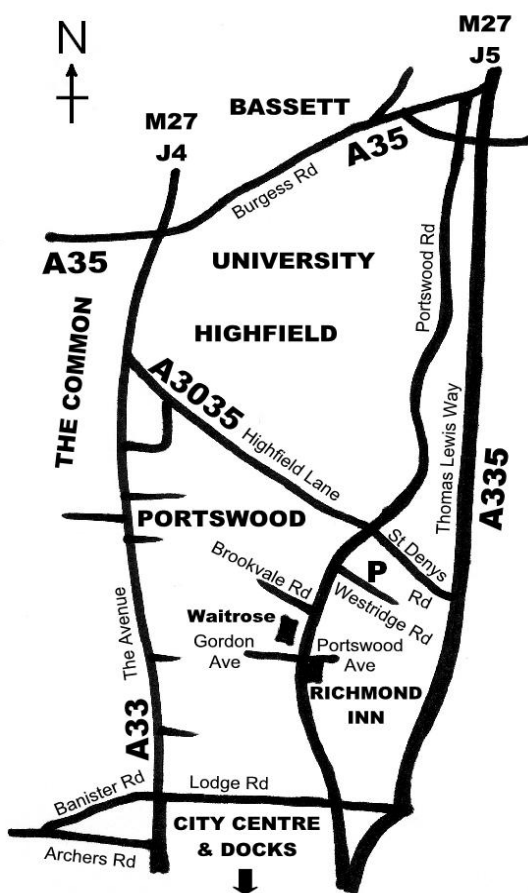 N
M27
J5
BASSETT
M27
J4
A35
Burgess Rd
A35
UNIVERSITY
Portswood Rd
HIGHFIELD
THE COMMON
A3035
Highfield Lane
Thomas Lewis Way
A335
PORTSWOOD
St Denys
Rd
P
Brookvale Rd
Westridge Rd
Waitrose
Gordon
Ave
Portswood
Ave
The Avenue
RICHMOND
INN
A33
Banister Rd
Lodge Rd
CITY CENTRE
& DOCKS
Archers Rd